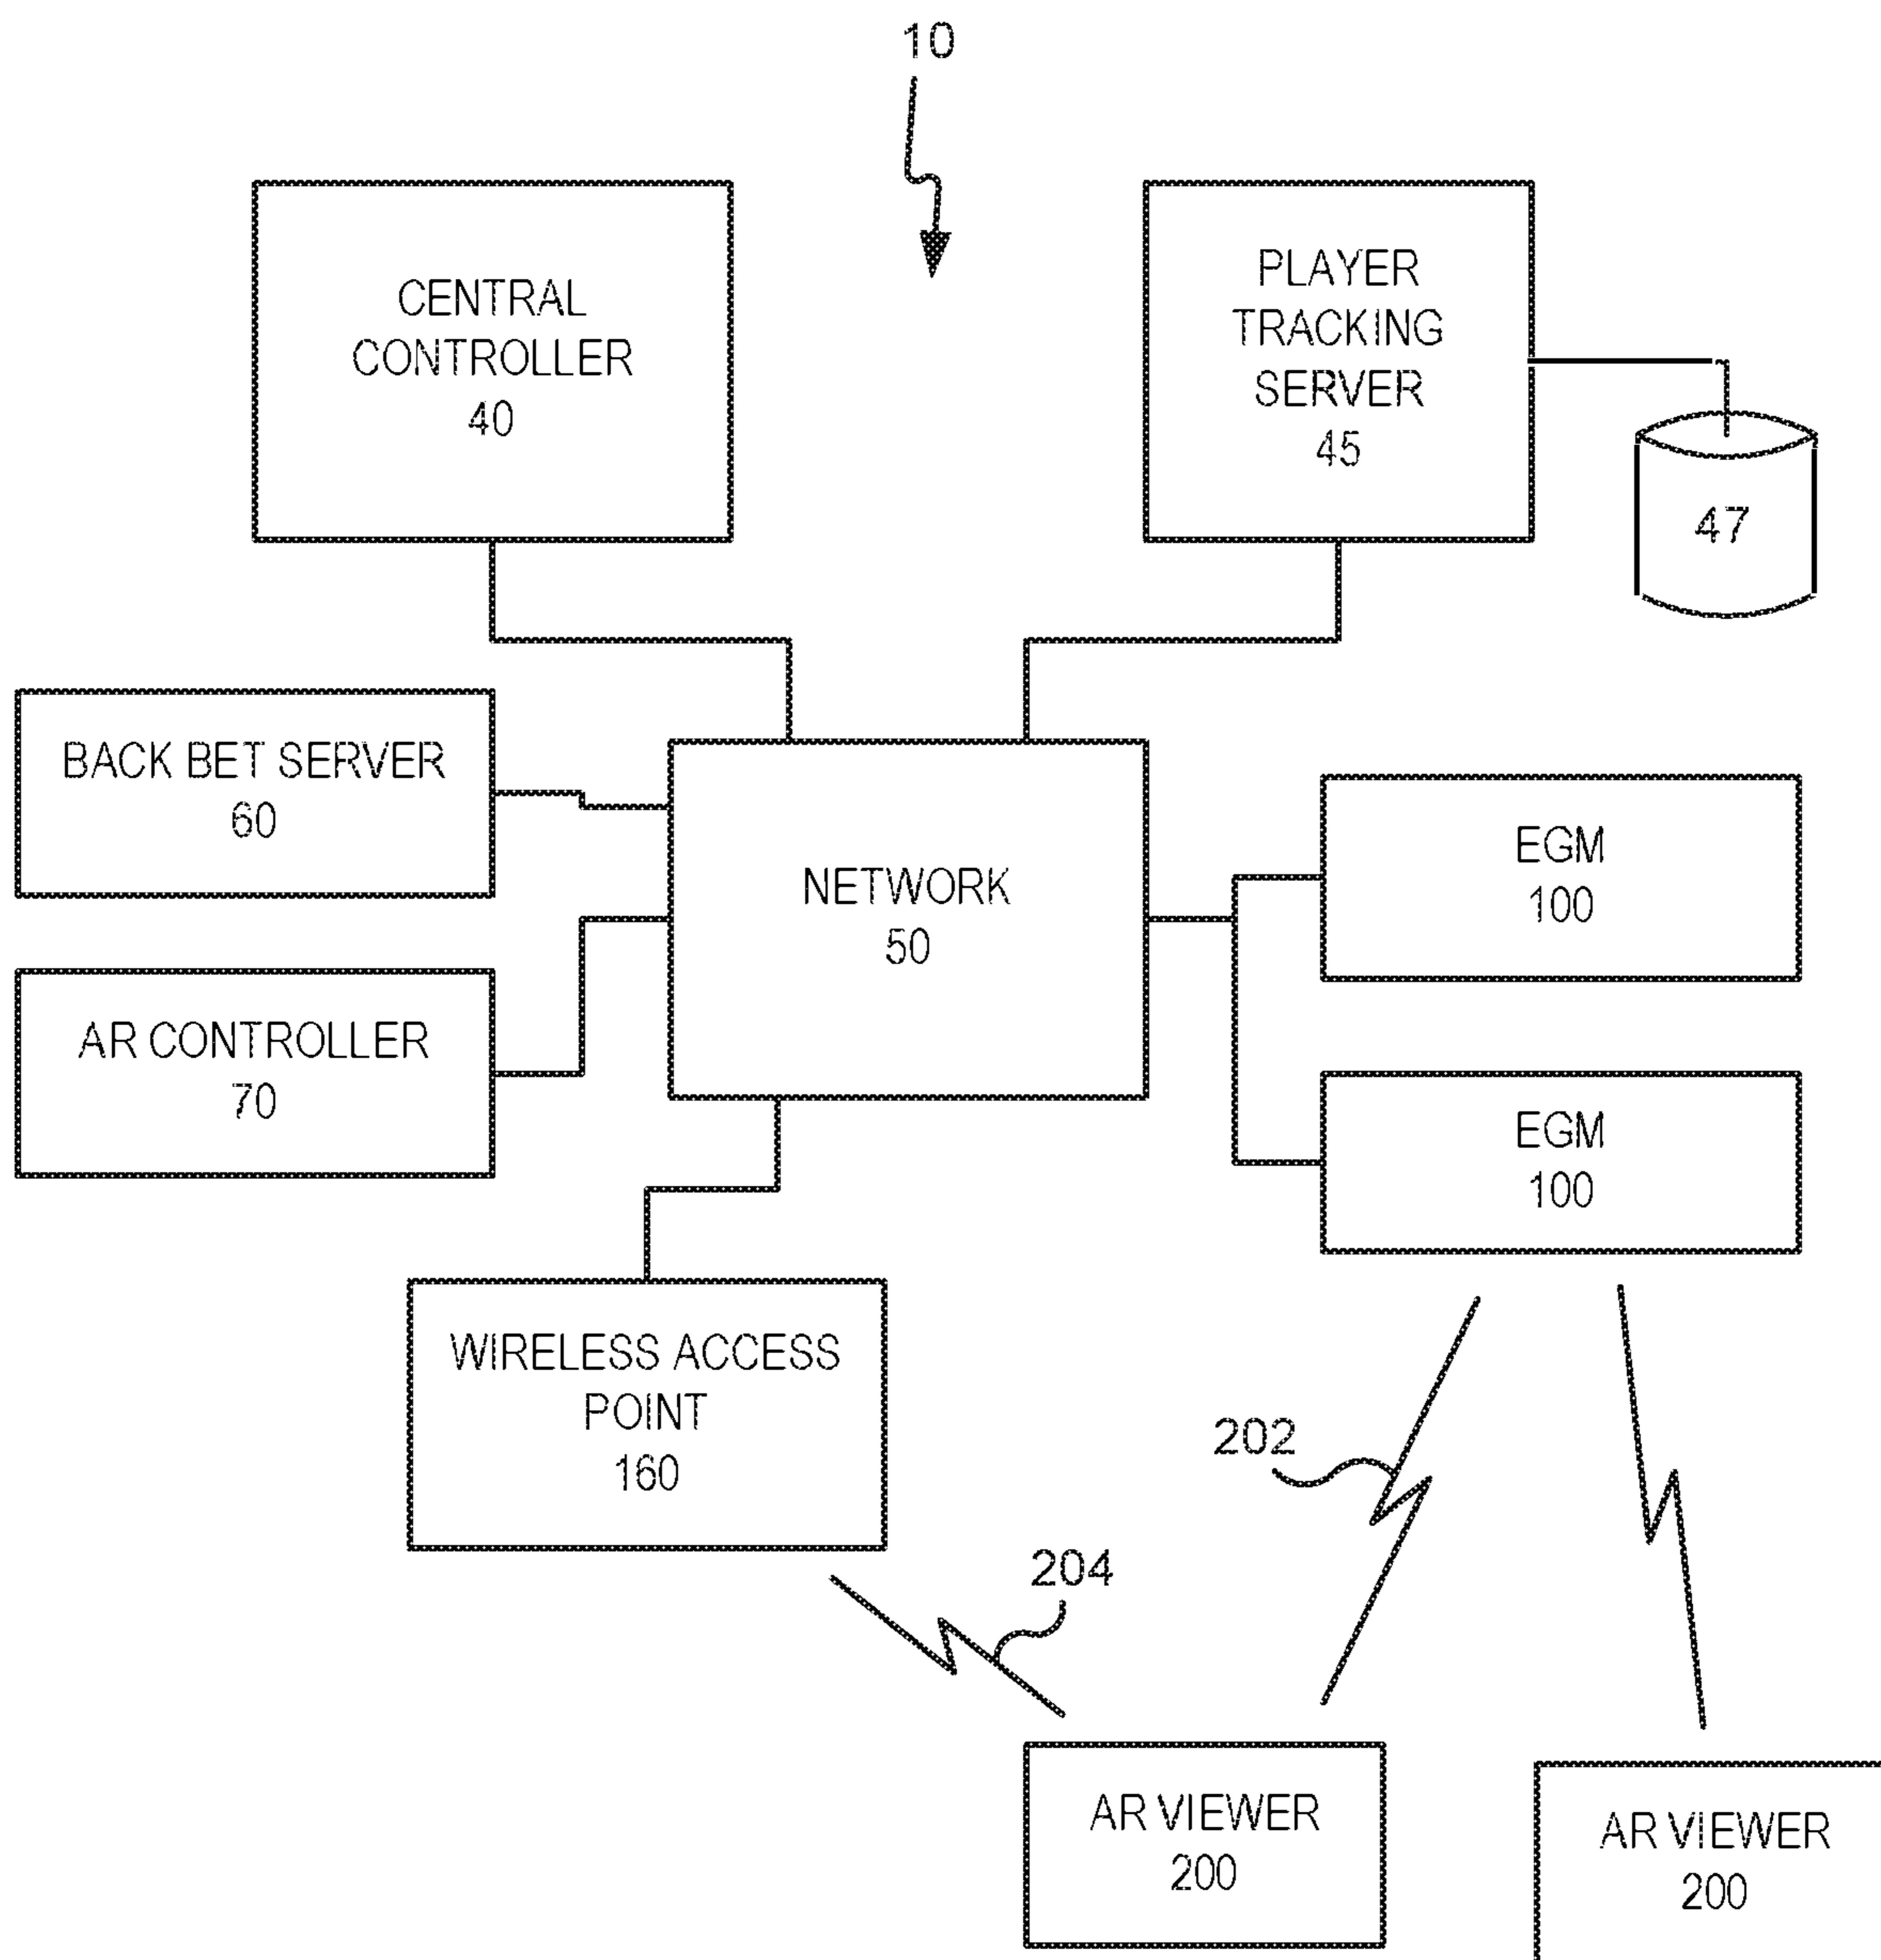 10
CENTRAL
CONTROLLER
40
PLAYER
TRACKING
SERVER
45
47
BACK BET SERVER
60
NETWORK
50
EGM
100
AR CONTROLLER
70
EGM
100
WIRELESS ACCESS
POINT
160
202
204
AR VIEWER
200
AR VIEWER
200